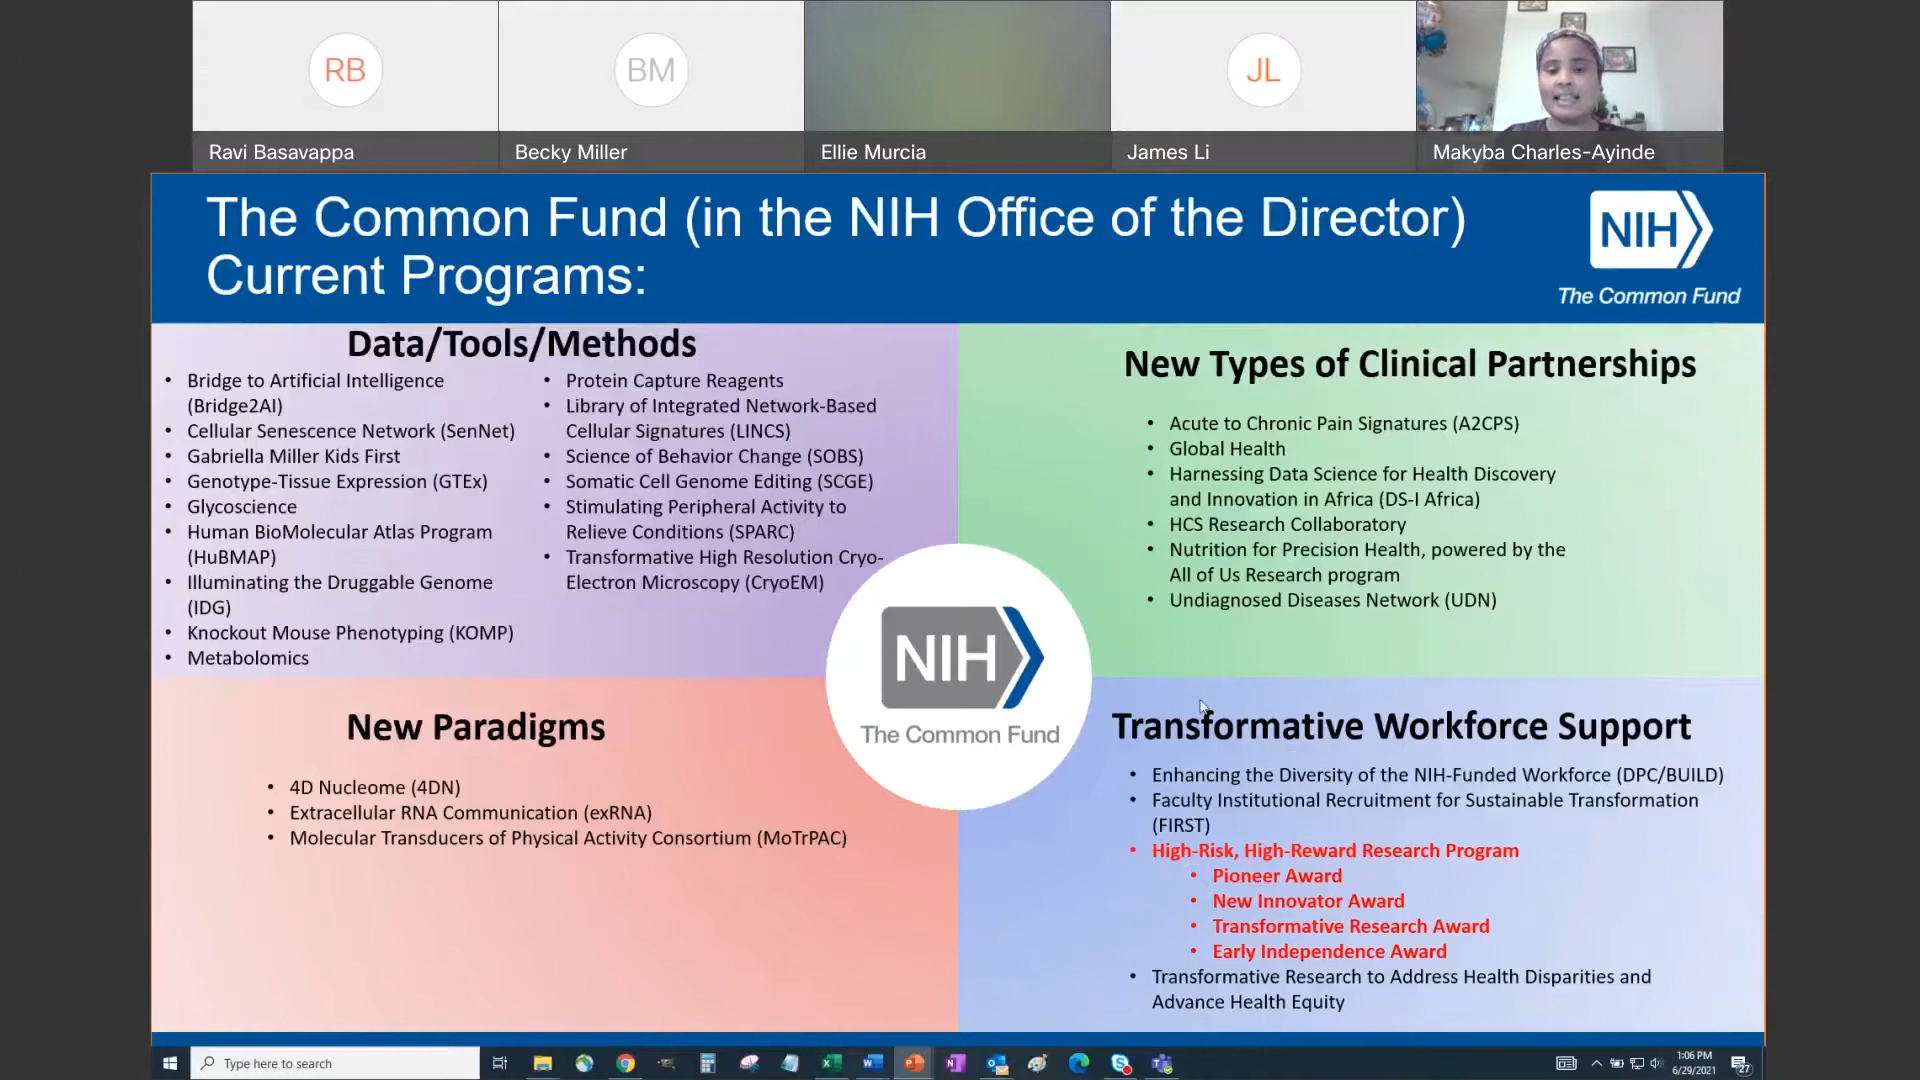 RB
BM
JL
Ravi Basavappa
Becky Miller
Ellie Murcia
James Li
Makyba Charles-Ayinde
The Common Fund (in the NIH Office of the Director)
Current Programs:
NIH
The Common Fund
Data/Tools/Methods
• Bridge to Artificial Intelligence
(Bridge2AI)
• Cellular Senescence Network (SenNet)
• Gabriella Miller Kids First
• Genotype-Tissue Expression (GTEx)
• Glycoscience
• Human BioMolecular Atlas Program
(HuBMAP)
• Illuminating the Druggable Genome
(IDG)
• Knockout Mouse Phenotyping (KOMP)
• Metabolomics
• Protein Capture Reagents
• Library of Integrated Network-Based
Cellular Signatures (LINCS)
• Science of Behavior Change (SOBS)
• Somatic Cell Genome Editing (SCGE)
• Stimulating Peripheral Activity to
Relieve Conditions (SPARC)
• Transformative High Resolution Cryo-
Electron Microscopy (CryoEM)
New Types of Clinical Partnerships
• Acute to Chronic Pain Signatures (A2CPS)
• Global Health
• Harnessing Data Science for Health Discovery
and Innovation in Africa (DS-I Africa)
• HCS Research Collaboratory
• Nutrition for Precision Health, powered by the
All of Us Research program
• Undiagnosed Diseases Network (UDN)
NIH
The Common Fund
New Paradigms
• 4D Nucleome (4DN)
• Extracellular RNA Communication (exRNA)
• Molecular Transducers of Physical Activity Consortium (MoTrPAC)
Transformative Workforce Support
• Enhancing the Diversity of the NIH-Funded Workforce (DPC/BUILD)
• Faculty Institutional Recruitment for Sustainable Transformation
(FIRST)
• High-Risk, High-Reward Research Program
• Pioneer Award
• New Innovator Award
• Transformative Research Award
• Early Independence Award
• Transformative Research to Address Health Disparities and
Advance Health Equity
Type here to search
1:06 PM
6/29/2021
27